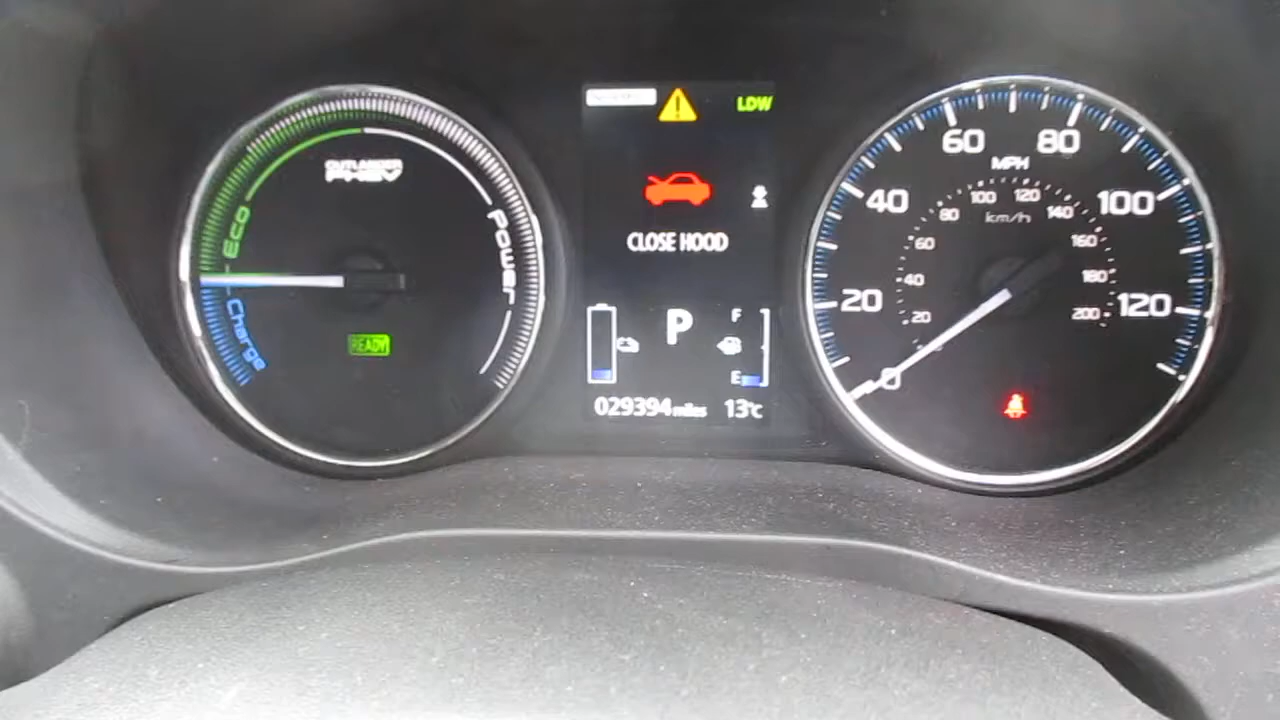 LDW
OUTLANDER
PHEV
Eco
Power
Charge
READY
CLOSE HOOD
P
F
E
029394 miles 13°C
0
20
40
60
80
100
120
MPH
20
40
60
80
100
120
140
160
180
200
km/h